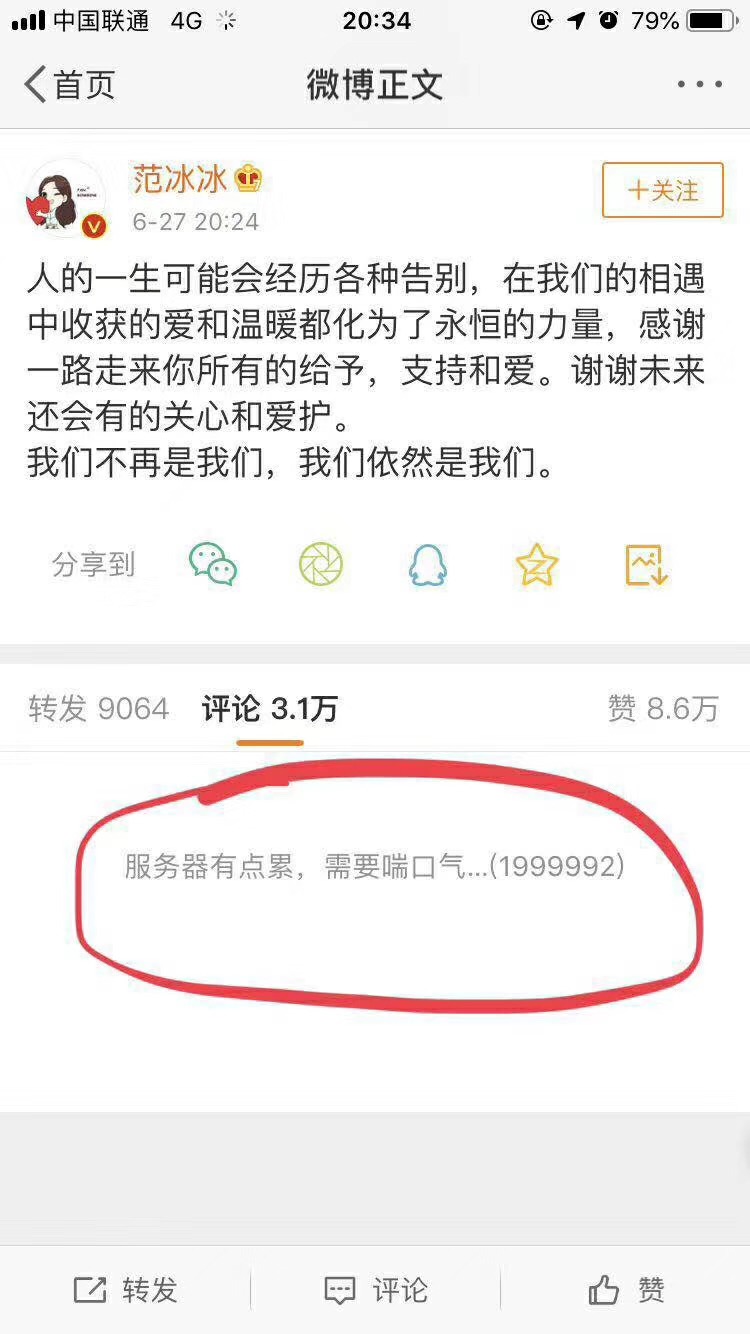 中国联通 4G 20:34 79%
首页 微博正文
范冰冰
+关注
6-27 20:24
人的一生可能会经历各种告别，在我们的相遇
中收获的爱和温暖都化为了永恒的力量，感谢
一路走来你所有的给予，支持和爱。谢谢未来
还会有的关心和爱护。
我们不再是我们，我们依然是我们。
分享到
转发 9064 评论 3.1万 赞 8.6万
服务器有点累，需要喘口气...(1999992)
转发 评论 赞